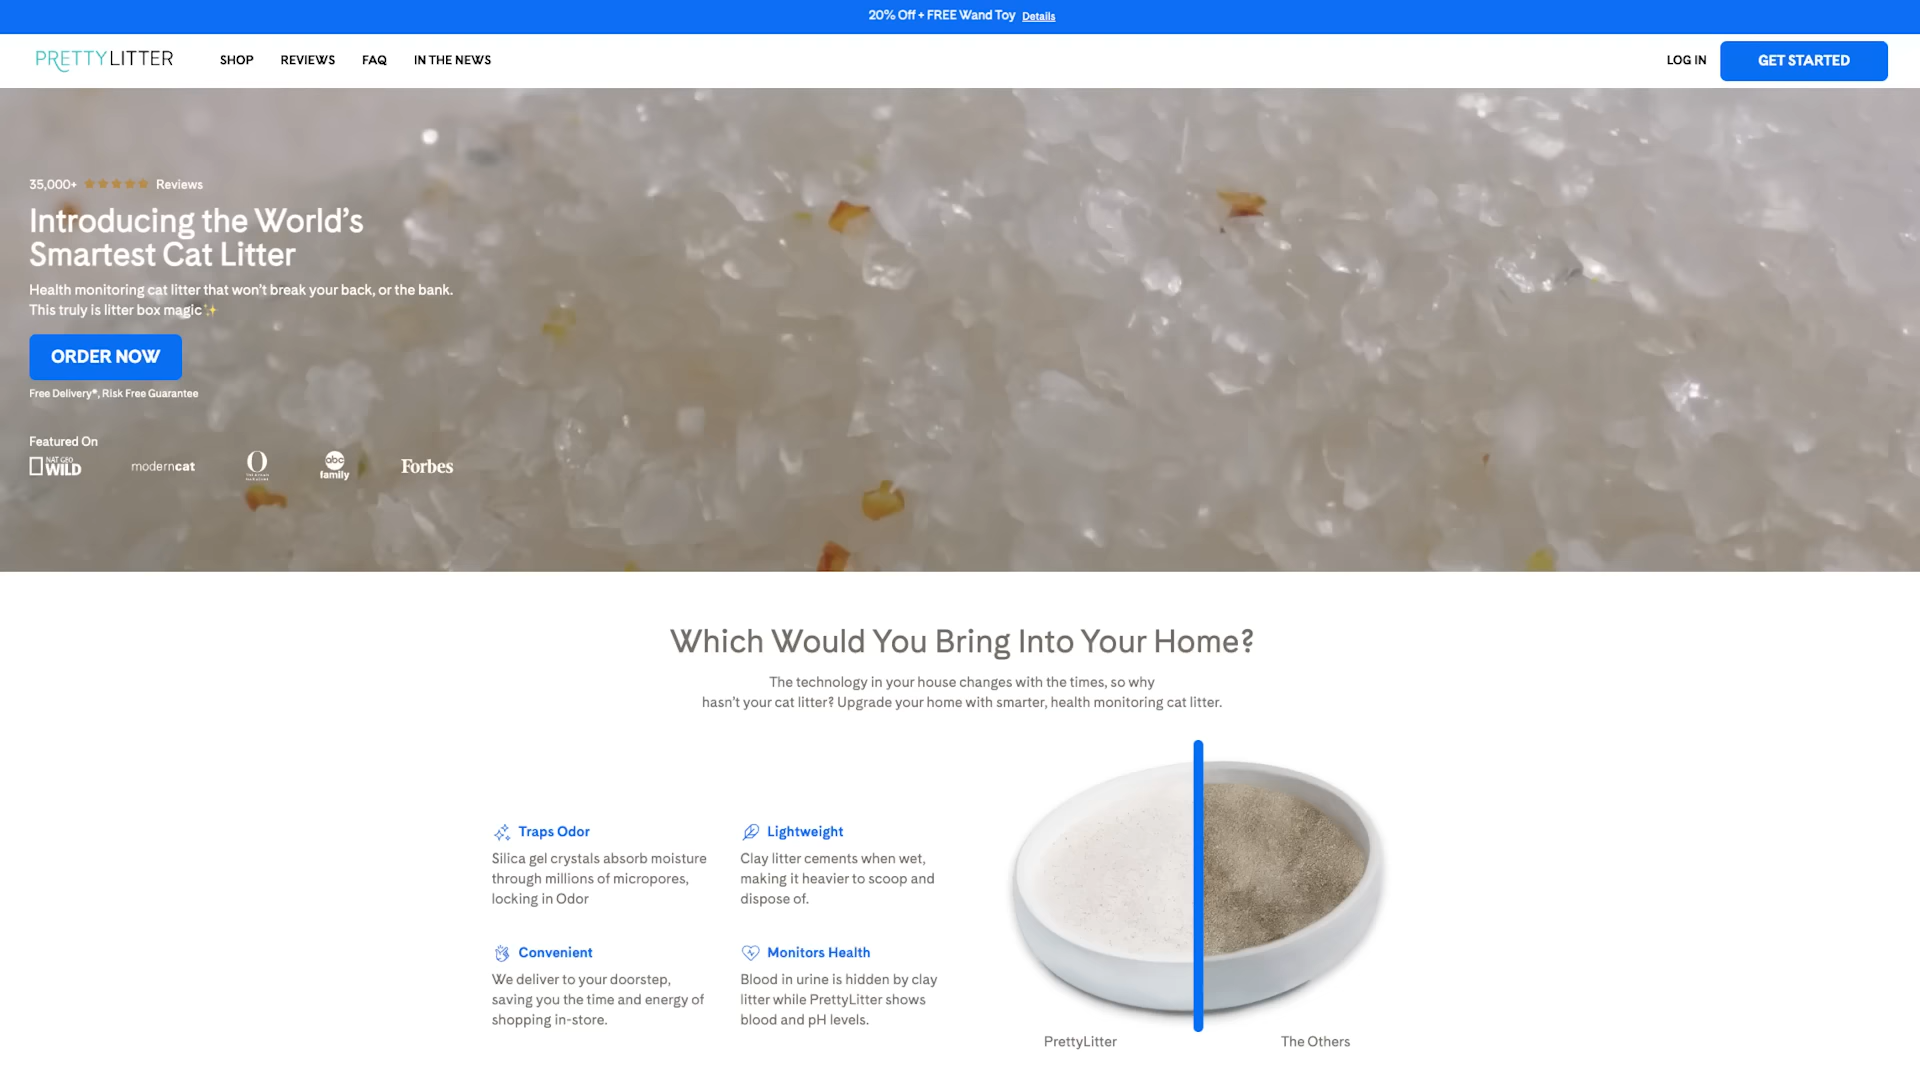 20% Off + FREE Wand Toy Details
PRETTYLITTER
SHOP
REVIEWS
FAQ
IN THE NEWS
LOG IN
GET STARTED
35,000+ ★★★★★ Reviews
Introducing the World's
Smartest Cat Litter
Health monitoring cat litter that won't break your back, or the bank.
This truly is litter box magic✨
ORDER NOW
Free Delivery*, Risk Free Guarantee
Featured On
NAT GEO
WILD
moderncat
O
abc
family
Forbes
Which Would You Bring Into Your Home?
The technology in your house changes with the times, so why
hasn't your cat litter? Upgrade your home with smarter, health monitoring cat litter.
Traps Odor
Silica gel crystals absorb moisture
through millions of micropores,
locking in Odor
Lightweight
Clay litter cements when wet,
making it heavier to scoop and
dispose of.
Convenient
We deliver to your doorstep,
saving you the time and energy of
shopping in-store.
Monitors Health
Blood in urine is hidden by clay
litter while PrettyLitter shows
blood and pH levels.
PrettyLitter
The Others